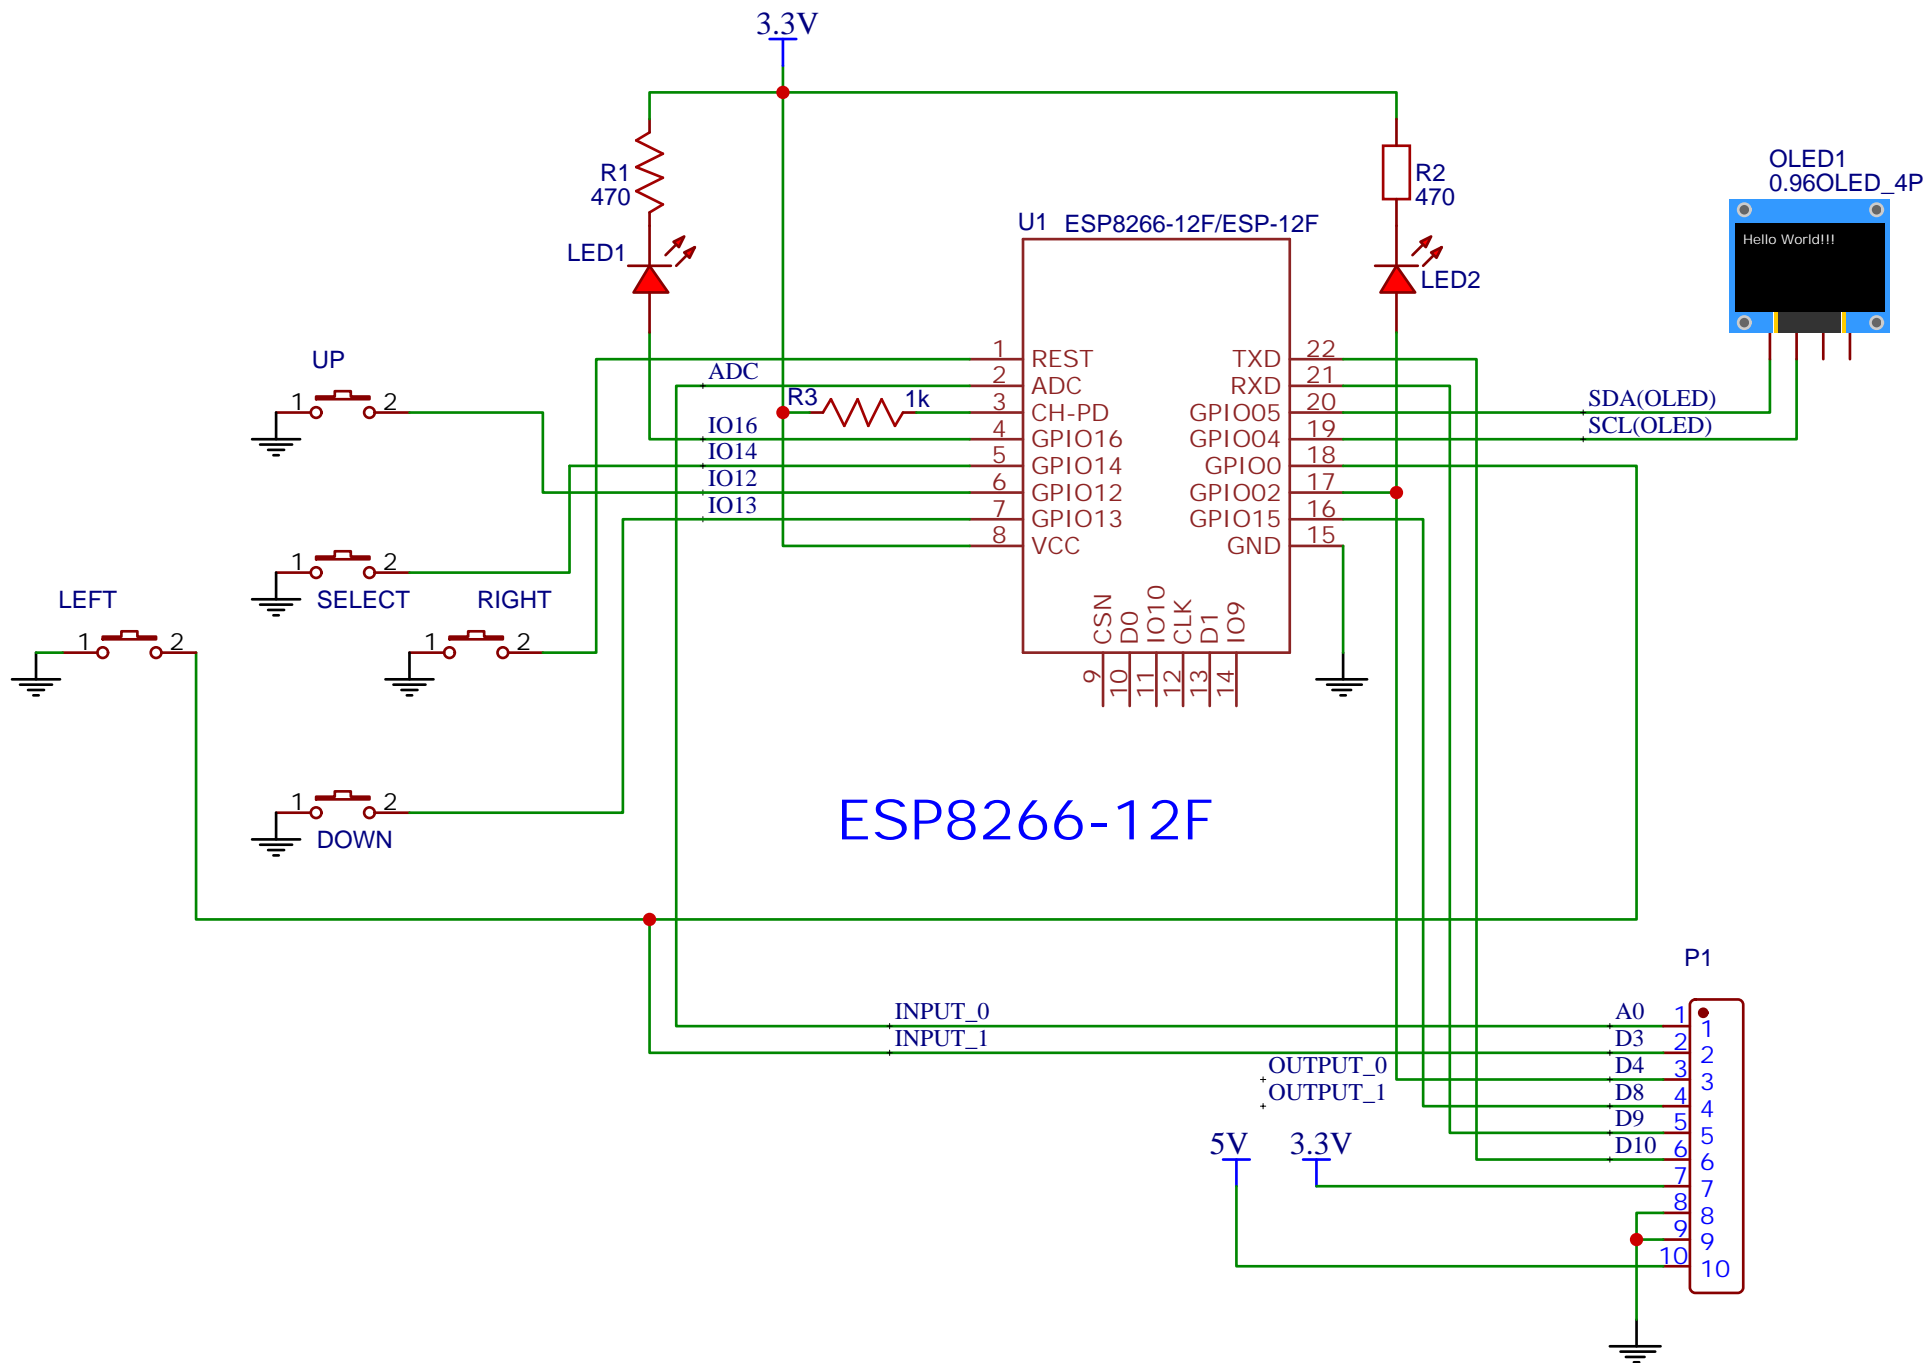 3.3V
R1
470
LED1
R2
470
LED2
OLED1
0.96OLED_4P
Hello World!!!
U1 ESP8266-12F/ESP-12F
1 REST
2 ADC
3 CH-PD
4 GPIO16
5 GPIO14
6 GPIO12
7 GPIO13
8 VCC
TXD 22
RXD 21
GPIO05 20
GPIO04 19
GPIO0 18
GPIO02 17
GPIO15 16
GND 15
CSN
D0
IO10
CLK
D1
IO9
9
10
11
12
13
14
ADC
R3 1k
IO16
IO14
IO12
IO13
SDA(OLED)
SCL(OLED)
UP
1 2
1 2
SELECT
LEFT
1 2
RIGHT
1 2
1 2
DOWN
ESP8266-12F
P1
INPUT_0
INPUT_1
OUTPUT_0
OUTPUT_1
5V
3.3V
A0 1 1
D3 2 2
D4 3 3
D8 4 4
D9 5 5
D10 6 6
7 7
8 8
9 9
10 10